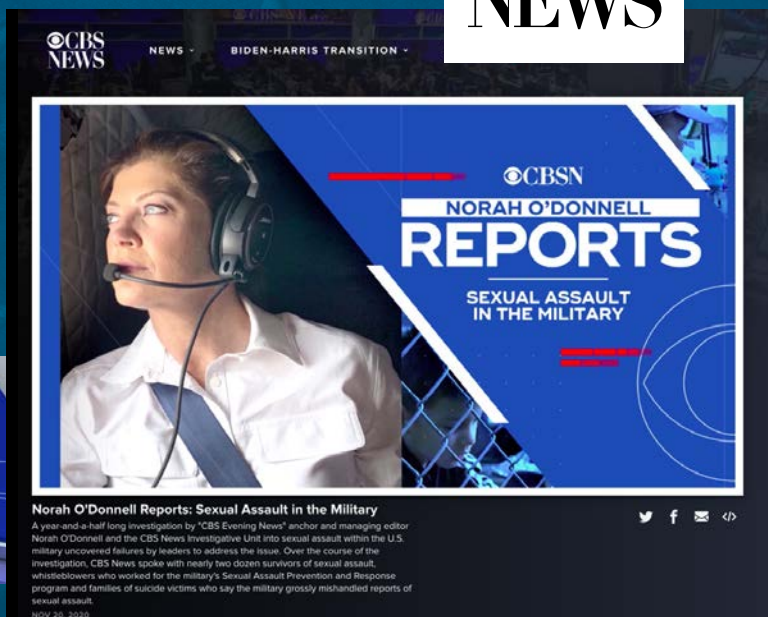 NEWS
CBS
NEWS
NEWS
BIDEN-HARRIS TRANSITION
CBSN
NORAH O'DONNELL
REPORTS
SEXUAL ASSAULT
IN THE MILITARY
Norah O'Donnell Reports: Sexual Assault in the Military
A year-and-a-half long investigation by "CBS Evening News" anchor and managing editor
Norah O'Donnell and the CBS News Investigative Unit into sexual assault within the U.S.
military uncovered failures by leaders to address the issue. Over the course of the
investigation, CBS News spoke with nearly two dozen survivors of sexual assault,
whistleblowers who worked for the military's Sexual Assault Prevention and Response
program and families of suicide victims who say the military grossly mishandled reports of
sexual assault.
NOV 20, 2020